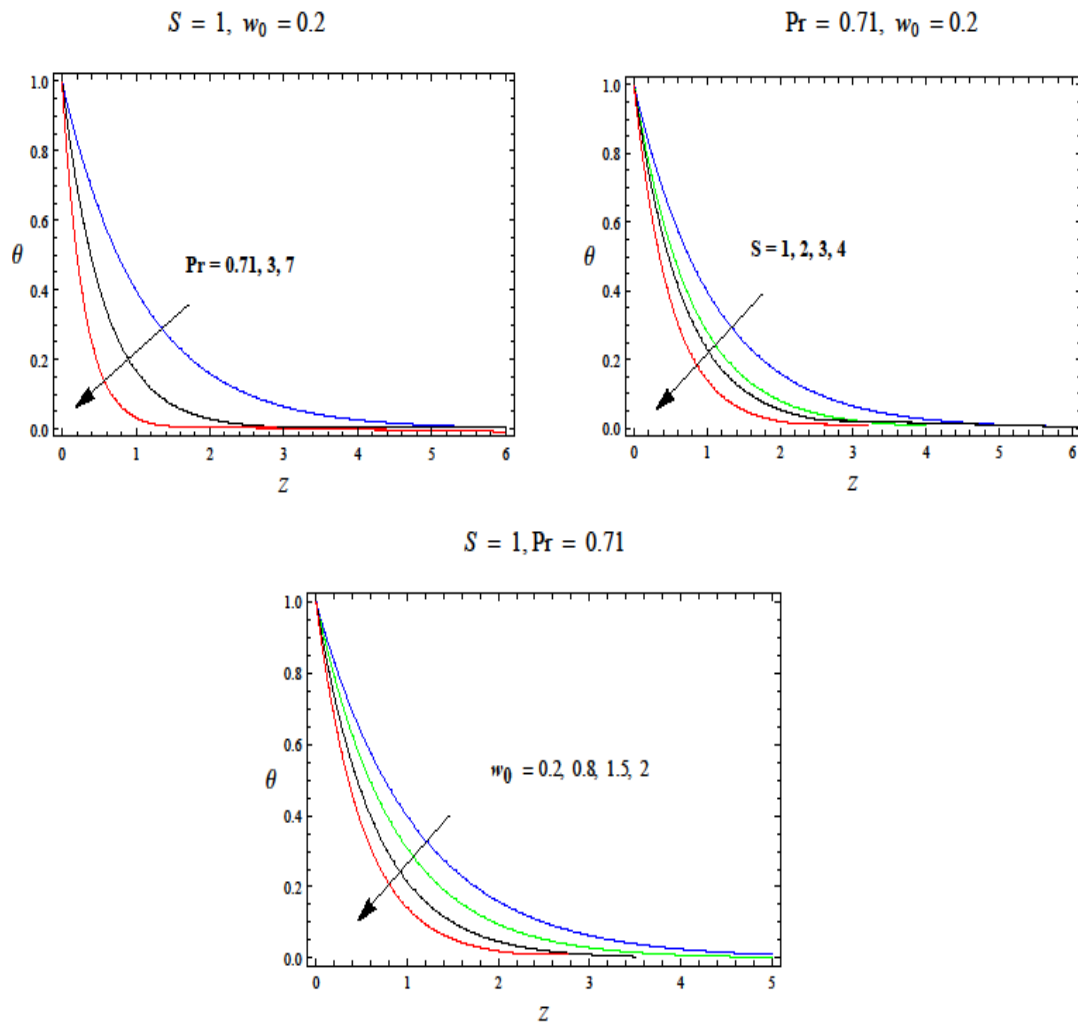 S = 1, w₀ = 0.2
1.0
0.8
0.6
0.4
0.2
0.0
θ
Pr = 0.71, 3, 7
0 1 2 3 4 5 6
z
Pr = 0.71, w₀ = 0.2
1.0
0.8
0.6
0.4
0.2
0.0
θ
S = 1, 2, 3, 4
0 1 2 3 4 5 6
z
S = 1, Pr = 0.71
1.0
0.8
0.6
0.4
0.2
0.0
θ
w₀ = 0.2, 0.8, 1.5, 2
0 1 2 3 4 5
z